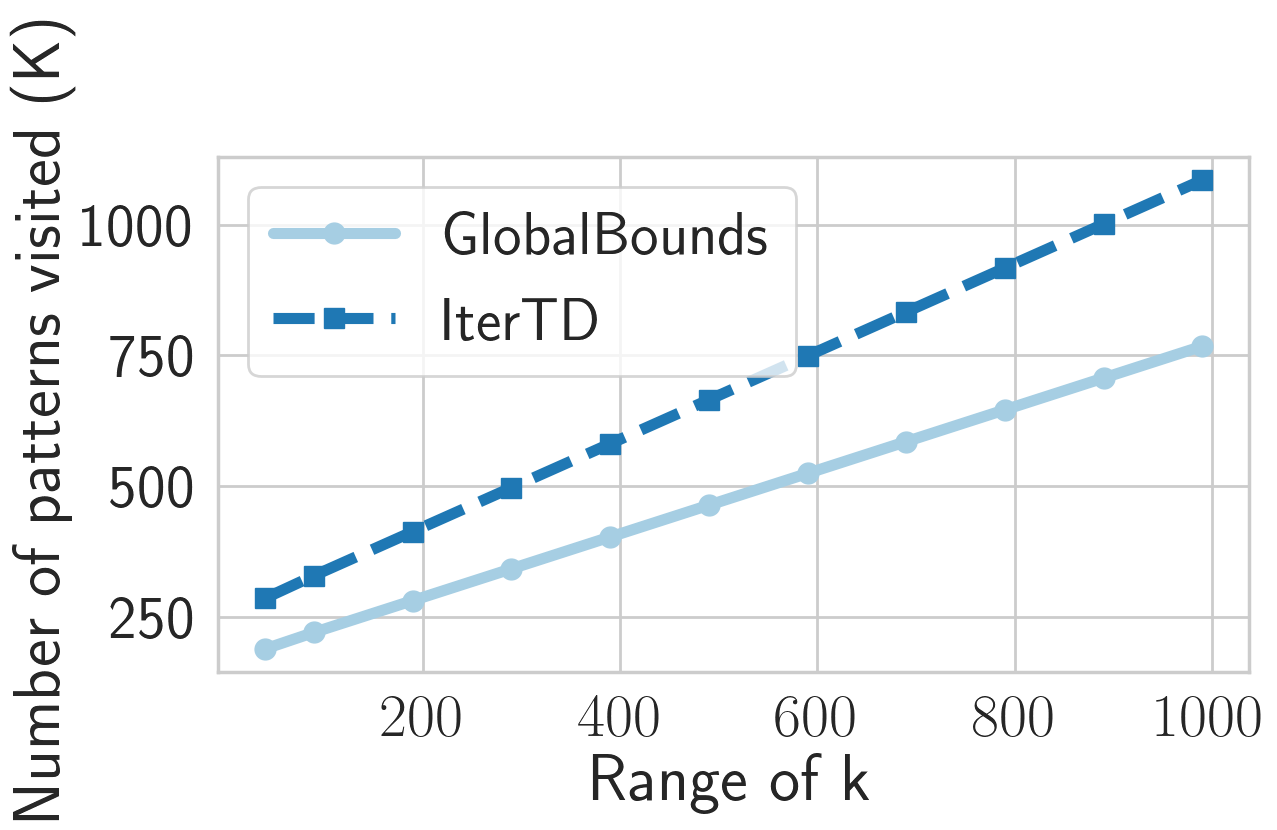 Number of patterns visited (K)
1000
750
500
250
GlobalBounds
IterTD
200 400 600 800 1000
Range of k